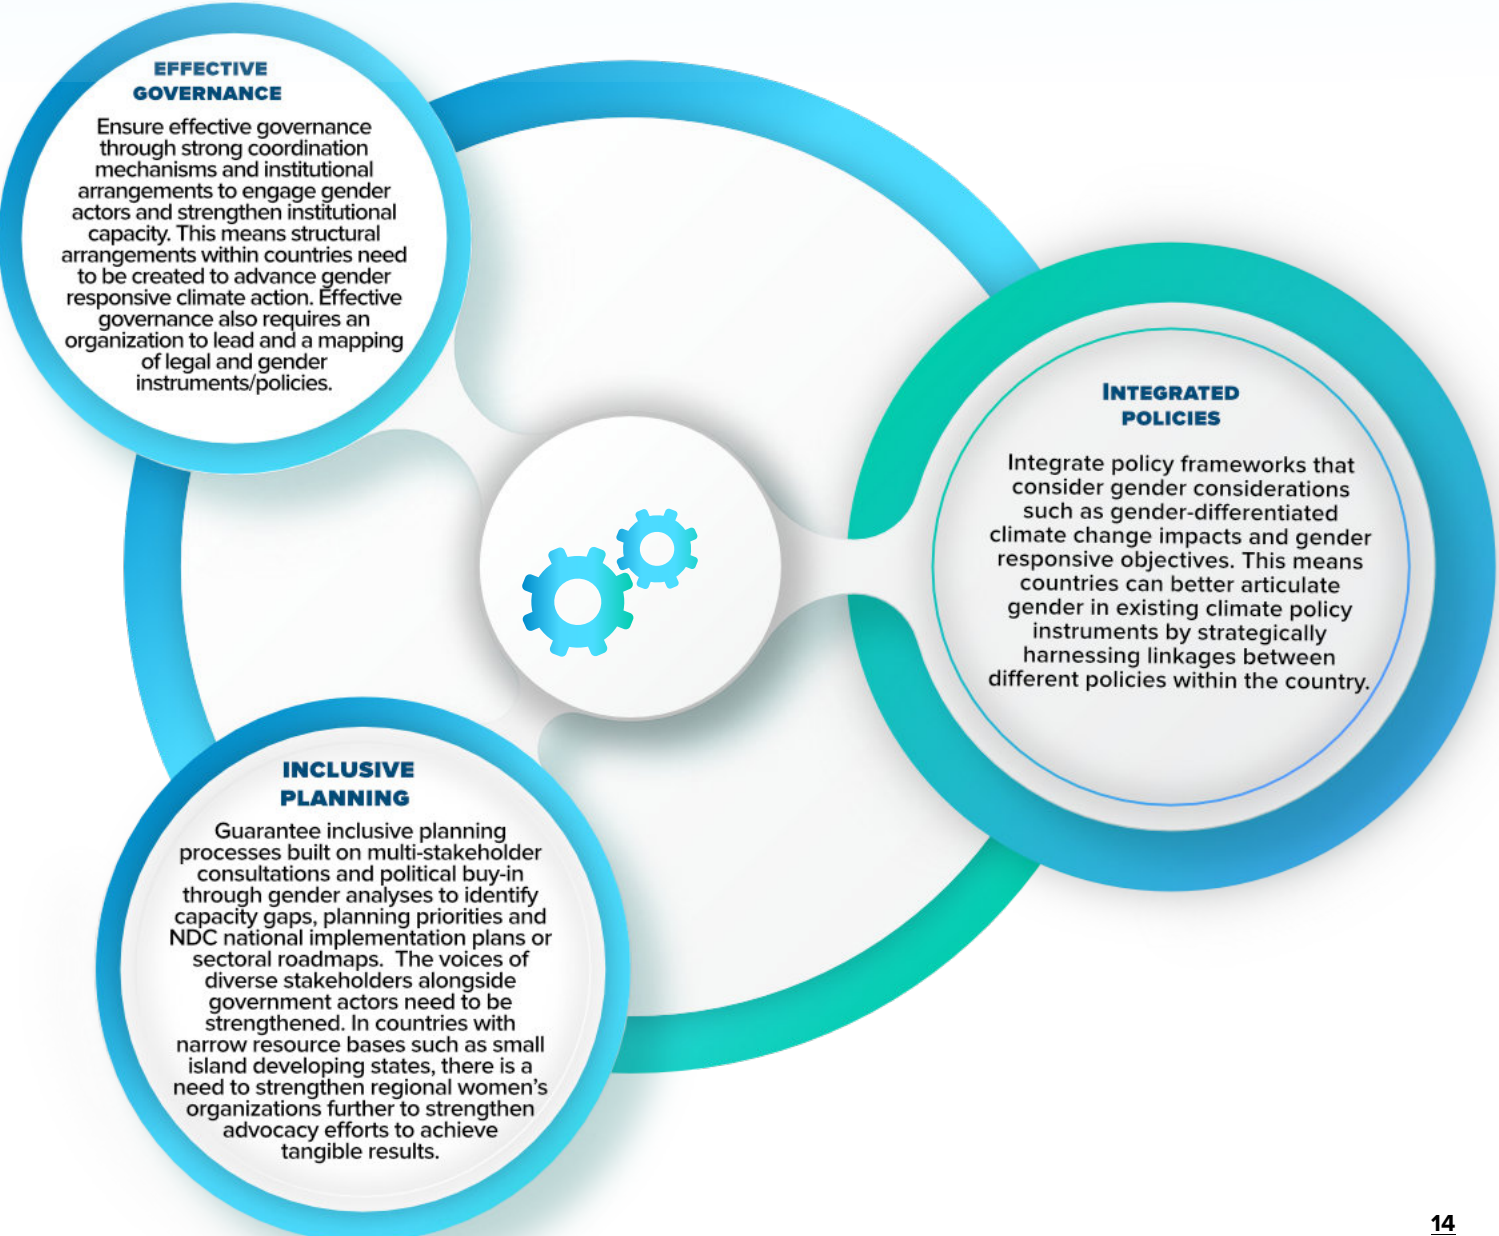 EFFECTIVE
GOVERNANCE
Ensure effective governance
through strong coordination
mechanisms and institutional
arrangements to engage gender
actors and strengthen institutional
capacity. This means structural
arrangements within countries need
to be created to advance gender
responsive climate action. Effective
governance also requires an
organization to lead and a mapping
of legal and gender
instruments/policies.
INTEGRATED
POLICIES
Integrate policy frameworks that
consider gender considerations
such as gender-differentiated
climate change impacts and gender
responsive objectives. This means
countries can better articulate
gender in existing climate policy
instruments by strategically
harnessing linkages between
different policies within the country.
INCLUSIVE
PLANNING
Guarantee inclusive planning
processes built on multi-stakeholder
consultations and political buy-in
through gender analyses to identify
capacity gaps, planning priorities and
NDC national implementation plans or
sectoral roadmaps.  The voices of
diverse stakeholders alongside
government actors need to be
strengthened. In countries with
narrow resource bases such as small
island developing states, there is a
need to strengthen regional women’s
organizations further to strengthen
advocacy efforts to achieve
tangible results.
14